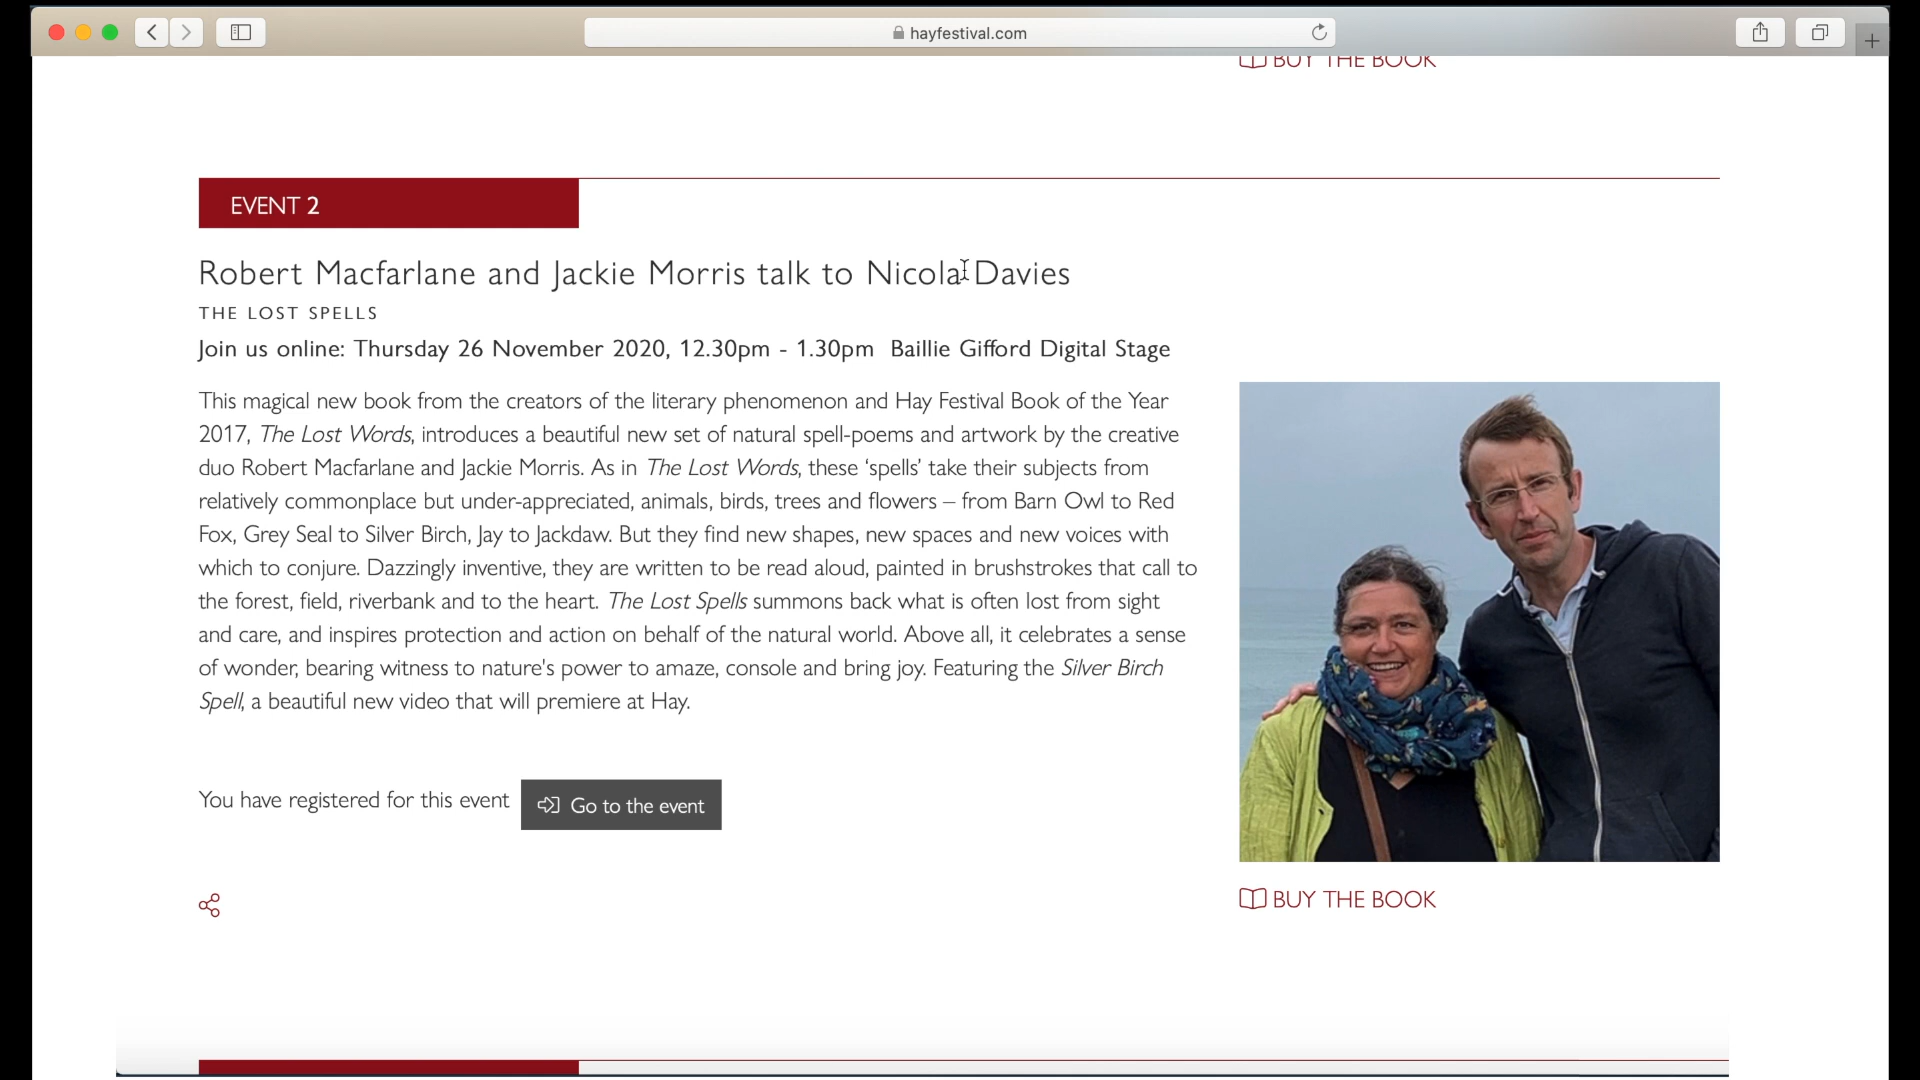 hayfestival.com
BUY THE BOOK
EVENT 2
Robert Macfarlane and Jackie Morris talk to Nicola Davies
THE LOST SPELLS
Join us online: Thursday 26 November 2020, 12.30pm - 1.30pm Baillie Gifford Digital Stage
This magical new book from the creators of the literary phenomenon and Hay Festival Book of the Year
2017, The Lost Words, introduces a beautiful new set of natural spell-poems and artwork by the creative
duo Robert Macfarlane and Jackie Morris. As in The Lost Words, these ‘spells’ take their subjects from
relatively commonplace but under-appreciated, animals, birds, trees and flowers – from Barn Owl to Red
Fox, Grey Seal to Silver Birch, Jay to Jackdaw. But they find new shapes, new spaces and new voices with
which to conjure. Dazzingly inventive, they are written to be read aloud, painted in brushstrokes that call to
the forest, field, riverbank and to the heart. The Lost Spells summons back what is often lost from sight
and care, and inspires protection and action on behalf of the natural world. Above all, it celebrates a sense
of wonder, bearing witness to nature's power to amaze, console and bring joy. Featuring the Silver Birch
Spell, a beautiful new video that will premiere at Hay.
You have registered for this event
Go to the event
BUY THE BOOK